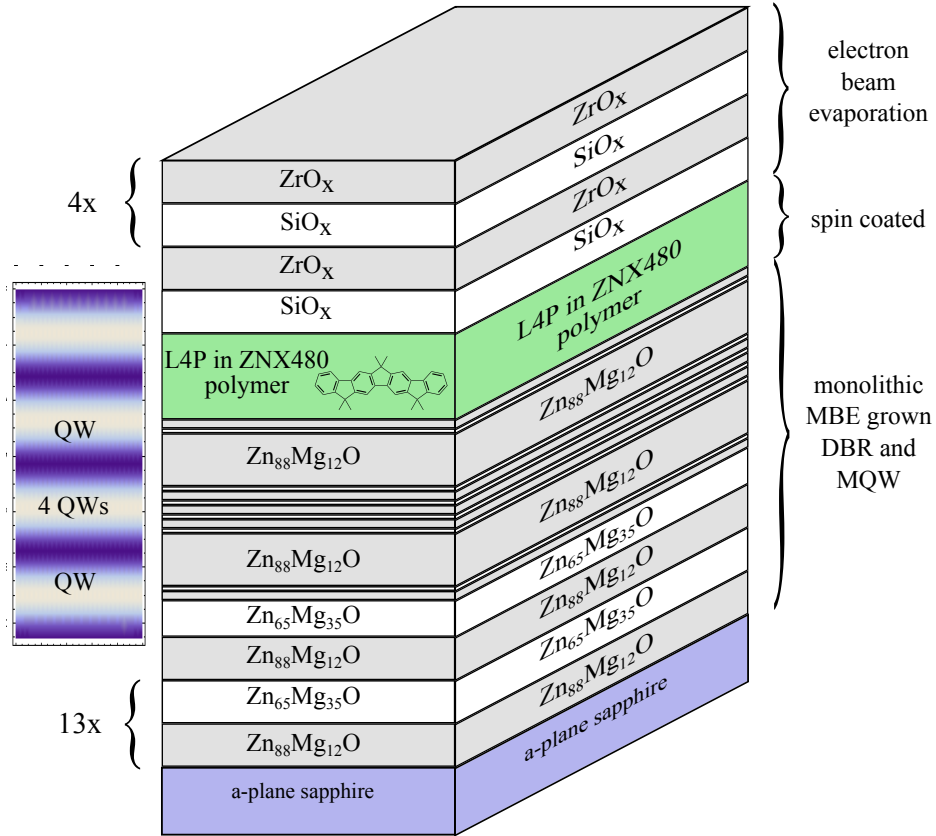 ZrOₓ
SiOₓ
ZrOₓ
SiOₓ
L4P in ZNX480
polymer
Zn₈₈Mg₁₂O
Zn₈₈Mg₁₂O
Zn₆₅Mg₃₅O
Zn₈₈Mg₁₂O
Zn₆₅Mg₃₅O
Zn₈₈Mg₁₂O
a-plane sapphire
4x
13x
QW
4 QWs
QW
ZrOₓ
SiOₓ
ZrOₓ
SiOₓ
L4P in ZNX480
polymer
Zn₈₈Mg₁₂O
Zn₈₈Mg₁₂O
Zn₆₅Mg₃₅O
Zn₈₈Mg₁₂O
Zn₆₅Mg₃₅O
Zn₈₈Mg₁₂O
a-plane sapphire
electron
beam
evaporation
spin coated
monolithic
MBE grown
DBR and
MQW